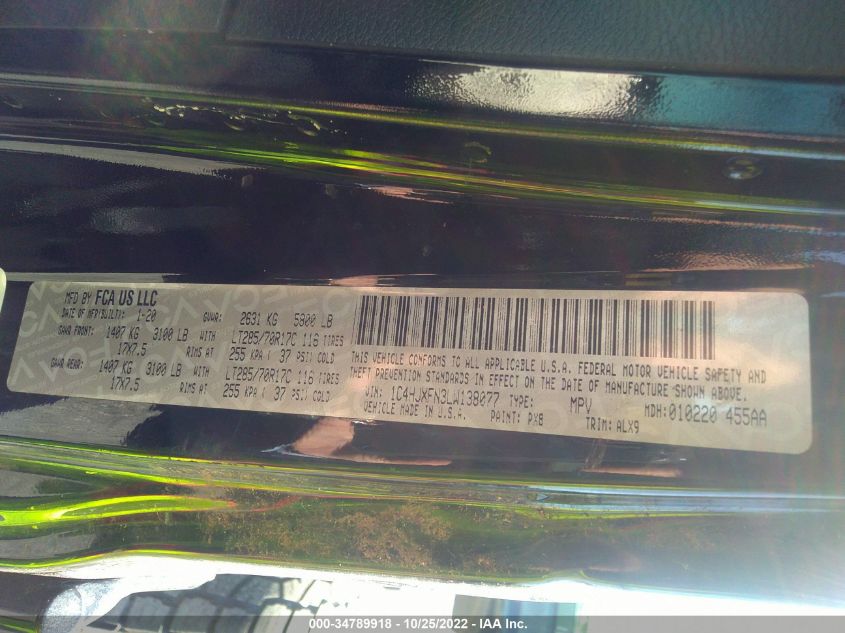 MFD BY FCA US LLC
DATE OF MFR(BUILT): 1-20 GVWR: 2631 KG 5800 LB
GAWR FRONT: 1407 KG 3100 LB WITH LT285/70R17C 116 TIRES
17X7.5 RIMS AT 255 KPA ( 37 PSI) COLD
GAWR REAR: 1407 KG 3100 LB WITH LT285/70R17C 116 TIRES
17X7.5 RIMS AT 255 KPA ( 37 PSI) COLD
THIS VEHICLE CONFORMS TO ALL APPLICABLE U.S.A. FEDERAL MOTOR VEHICLE SAFETY AND
THEFT PREVENTION STANDARDS IN EFFECT ON THE DATE OF MANUFACTURE SHOWN ABOVE.
VIN: 1C4HJXFN3LW138077 TYPE: MPV MDH: 010220 455AA
VEHICLE MADE IN U.S.A. PAINT: PX8 TRIM: ALX9
000-34789918 - 10/25/2022 - IAA Inc.